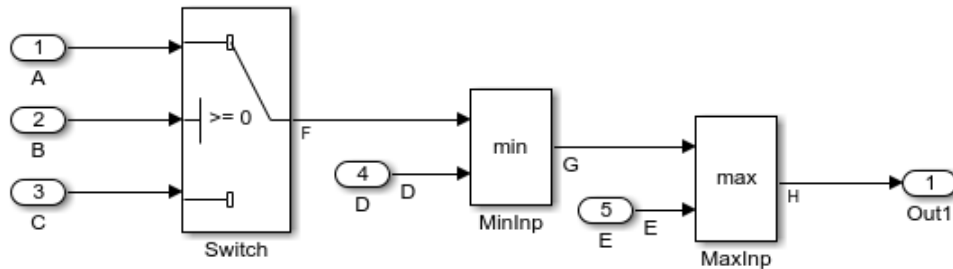 1
A
2
B
3
C
>= 0
Switch
F
4
D
D
min
MinInp
G
5
E
E
max
MaxInp
H
1
Out1